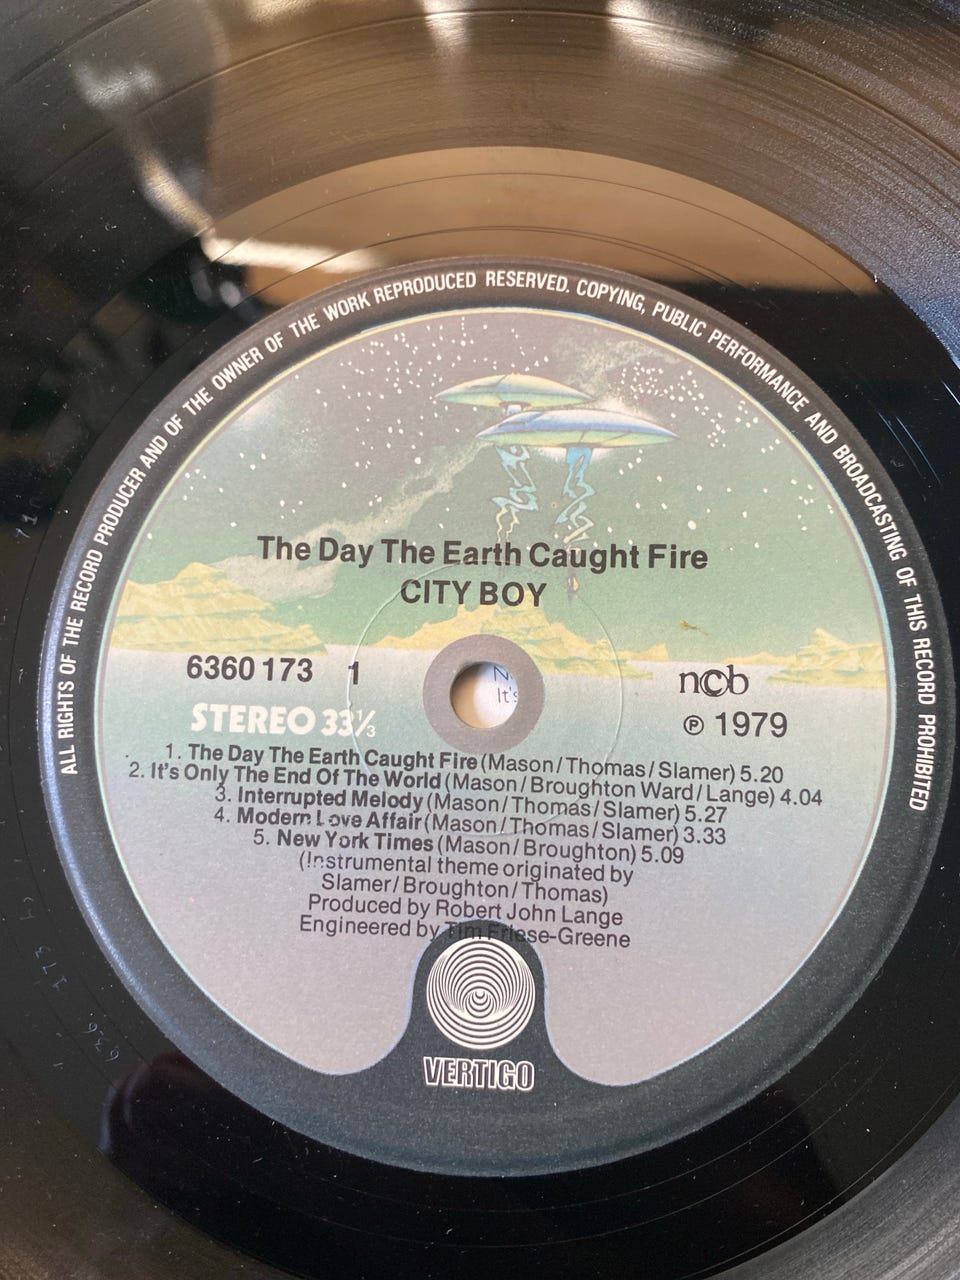 ALL RIGHTS OF THE RECORD PRODUCER AND OF THE OWNER OF THE WORK REPRODUCED RESERVED. COPYING, PUBLIC PERFORMANCE AND BROADCASTING OF THIS RECORD PROHIBITED
The Day The Earth Caught Fire
CITY BOY
6360 173 1
ncb
STEREO 33⅓
℗ 1979
1. The Day The Earth Caught Fire (Mason/Thomas/Slamer) 5.20
2. It's Only The End Of The World (Mason/Broughton Ward/Lange) 4.04
3. Interrupted Melody (Mason/Thomas/Slamer) 5.27
4. Modern Love Affair (Mason/Thomas/Slamer) 3.33
5. New York Times (Mason/Broughton) 5.09
(Instrumental theme originated by
Slamer/Broughton/Thomas)
Produced by Robert John Lange
Engineered by Tim Friese-Greene
VERTIGO